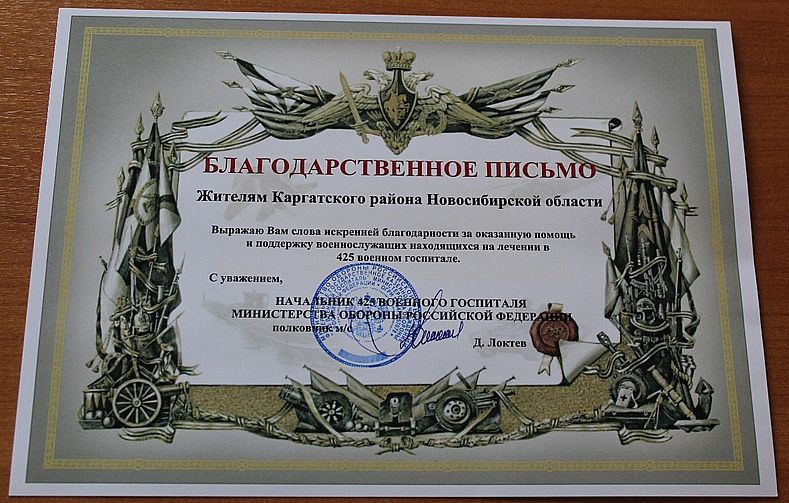 БЛАГОДАРСТВЕННОЕ ПИСЬМО
Жителям Каргатского района Новосибирской области
Выражаю Вам слова искренней благодарности за оказанную помощь
и поддержку военнослужащих находящихся на лечении в
425 военном госпитале.
С уважением,
НАЧАЛЬНИК 425 ВОЕННОГО ГОСПИТАЛЯ
МИНИСТЕРСТВА ОБОРОНЫ РОССИЙСКОЙ ФЕДЕРАЦИИ
полковник м/с
Д. Локтев